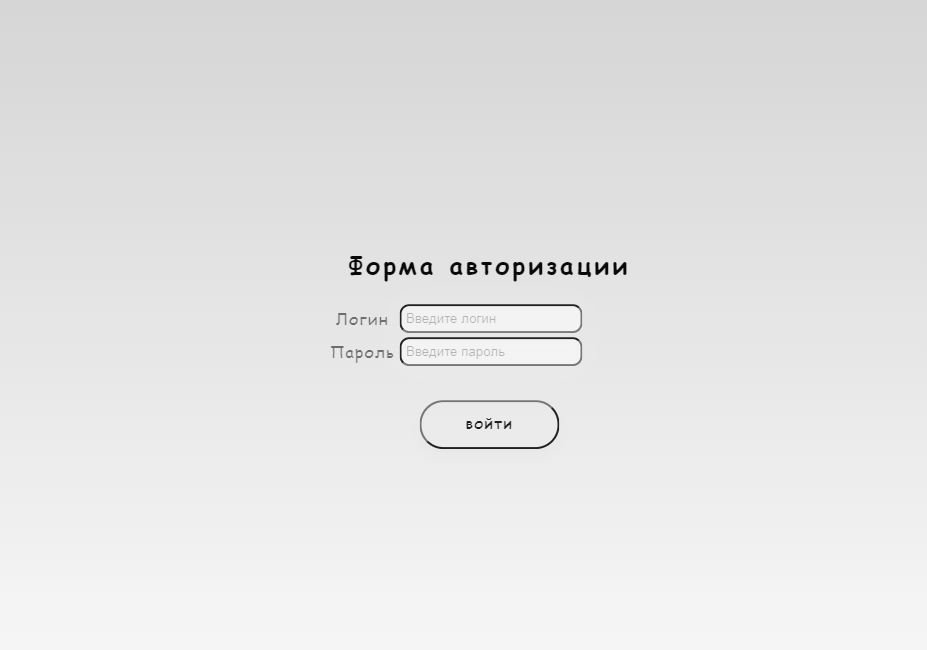 Форма авторизации
Логин Введите логин
Пароль Введите пароль
войти